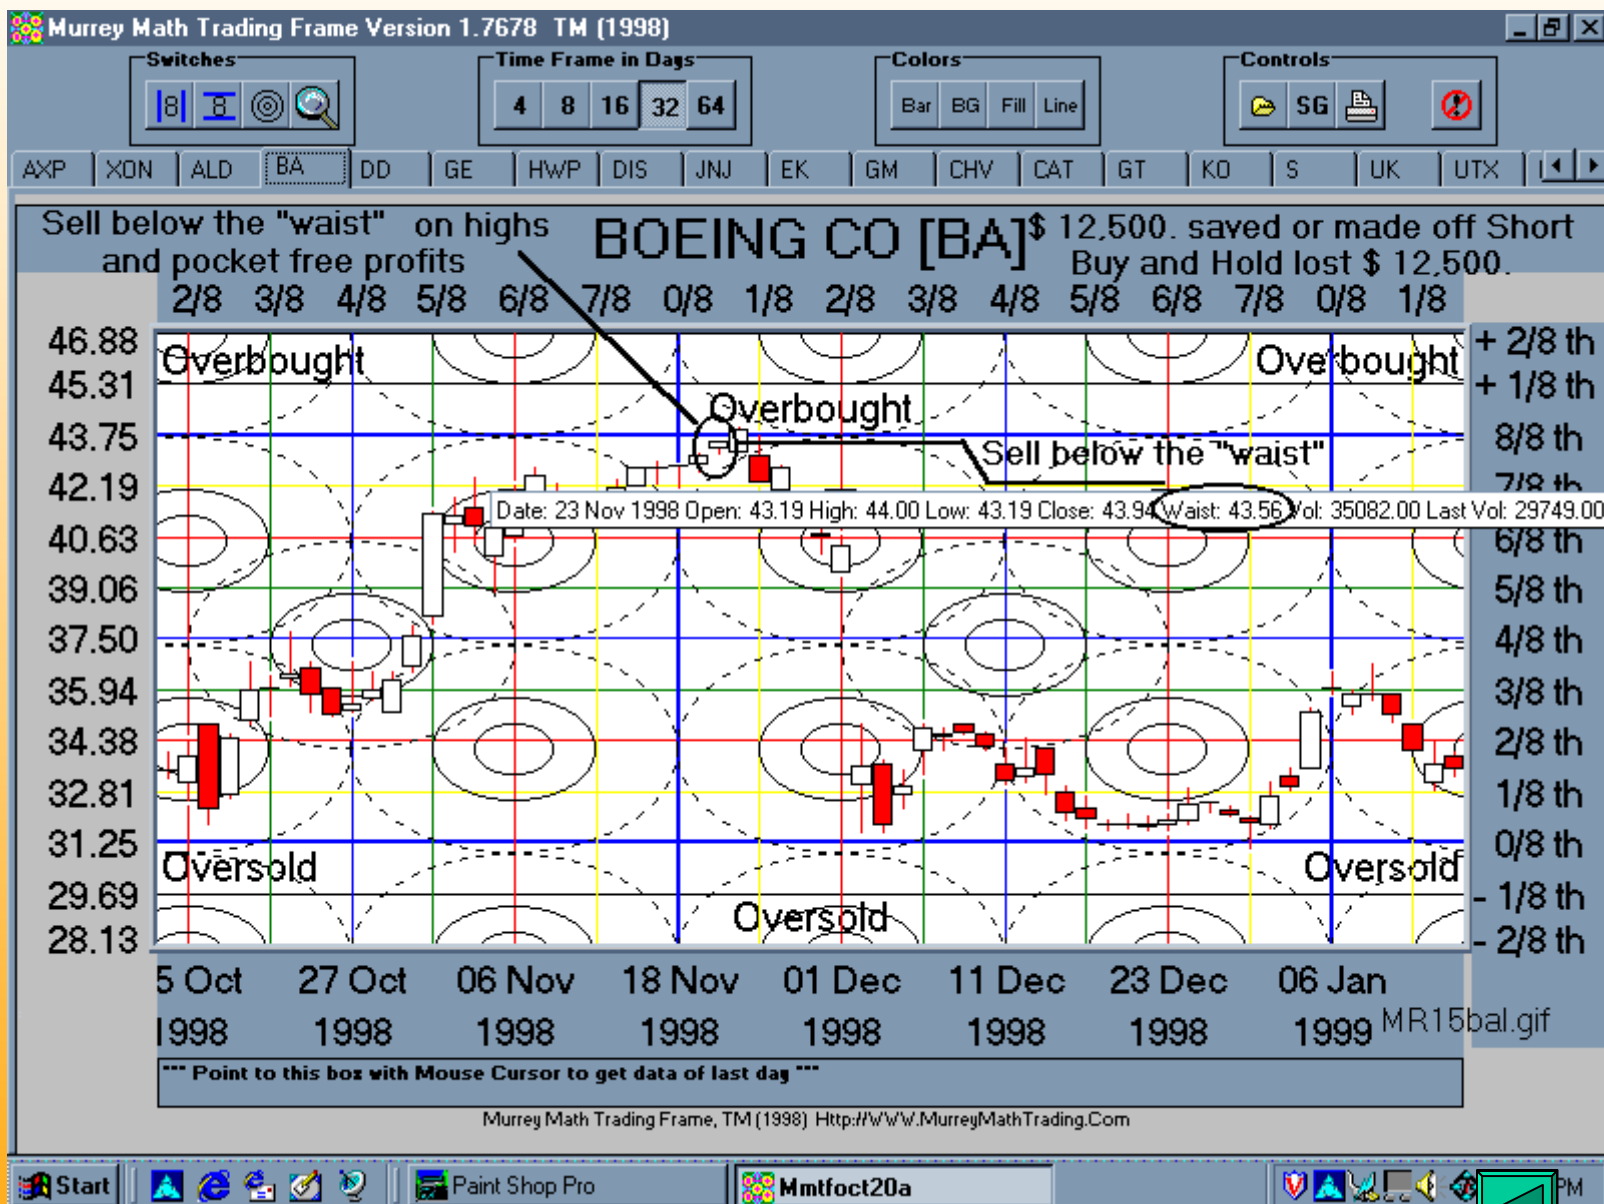 Murrey Math Trading Frame Version 1.7678 TM (1998)
Switches Time Frame in Days Colors Controls
8 8 4 8 16 32 64 Bar BG Fill Line SG
AXP XON ALD BA DD GE HWP DIS JNJ EK GM CHV CAT GT KO S UK UTX
Sell below the "waist" on highs
and pocket free profits
BOEING CO [BA]
$ 12,500. saved or made off Short
Buy and Hold lost $ 12,500.
2/8 3/8 4/8 5/8 6/8 7/8 0/8 1/8 2/8 3/8 4/8 5/8 6/8 7/8 0/8 1/8
46.88 + 2/8 th
Overbought Overbought
45.31 + 1/8 th
Overbought
43.75 8/8 th
Sell below the "waist"
42.19 7/8 th
Date: 23 Nov 1998 Open: 43.19 High: 44.00 Low: 43.19 Close: 43.94 Waist: 43.56 Vol: 35082.00 Last Vol: 29749.00
40.63 6/8 th
39.06 5/8 th
37.50 4/8 th
35.94 3/8 th
34.38 2/8 th
32.81 1/8 th
31.25 0/8 th
Oversold Oversold
29.69 - 1/8 th
Oversold
28.13 - 2/8 th
5 Oct 27 Oct 06 Nov 18 Nov 01 Dec 11 Dec 23 Dec 06 Jan
1998 1998 1998 1998 1998 1998 1998 1999
MR15bal.gif
*** Point to this box with Mouse Cursor to get data of last day ***
Murrey Math Trading Frame, TM (1998) Http://WWW.MurreyMathTrading.Com
Start Paint Shop Pro Mmtfoct20a PM